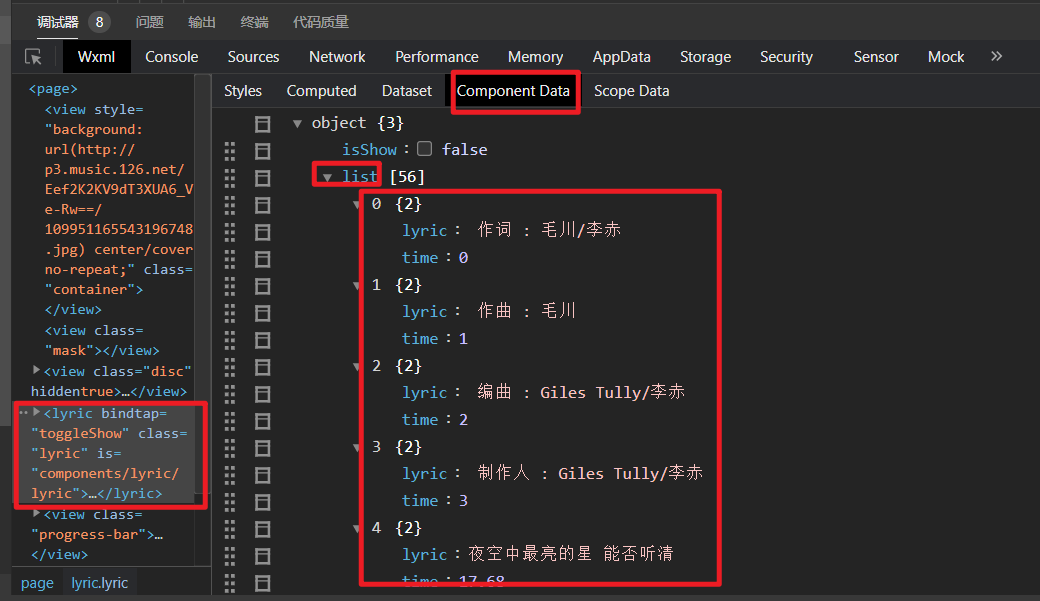 调试器 8 问题 输出 终端 代码质量
Wxml Console Sources Network Performance Memory AppData Storage Security Sensor Mock
Styles Computed Dataset Component Data Scope Data
<page>
<view style=
"background:
url(http://
p3.music.126.net/
Eef2K2KV9dT3XUA6_V
e-Rw==/
109951165543196748
.jpg) center/cover
no-repeat;" class=
"container">
</view>
<view class=
"mask"></view>
<view class="disc"
hiddentrue>…</view>
<lyric bindtap=
"toggleShow" class=
"lyric" is=
"components/lyric/
lyric">…</lyric>
<view class=
"progress-bar">…
</view>
page lyric.lyric
object {3}
isShow : false
list [56]
0 {2}
lyric : 作词 : 毛川/李赤
time : 0
1 {2}
lyric : 作曲 : 毛川
time : 1
2 {2}
lyric : 编曲 : Giles Tully/李赤
time : 2
3 {2}
lyric : 制作人 : Giles Tully/李赤
time : 3
4 {2}
lyric : 夜空中最亮的星 能否听清
time : 17.68